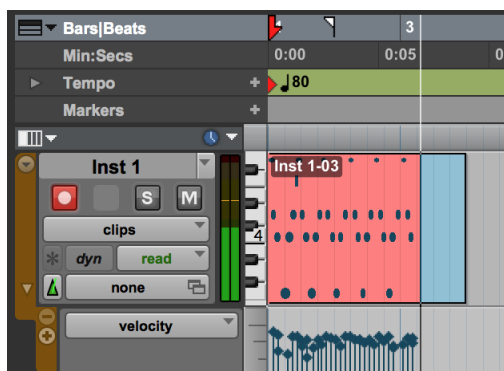 Bars|Beats 3
Min:Secs 0:00 0:05 0
Tempo + 80
Markers +
Inst 1 Inst 1-03
S M
clips
4
* dyn read
none
velocity